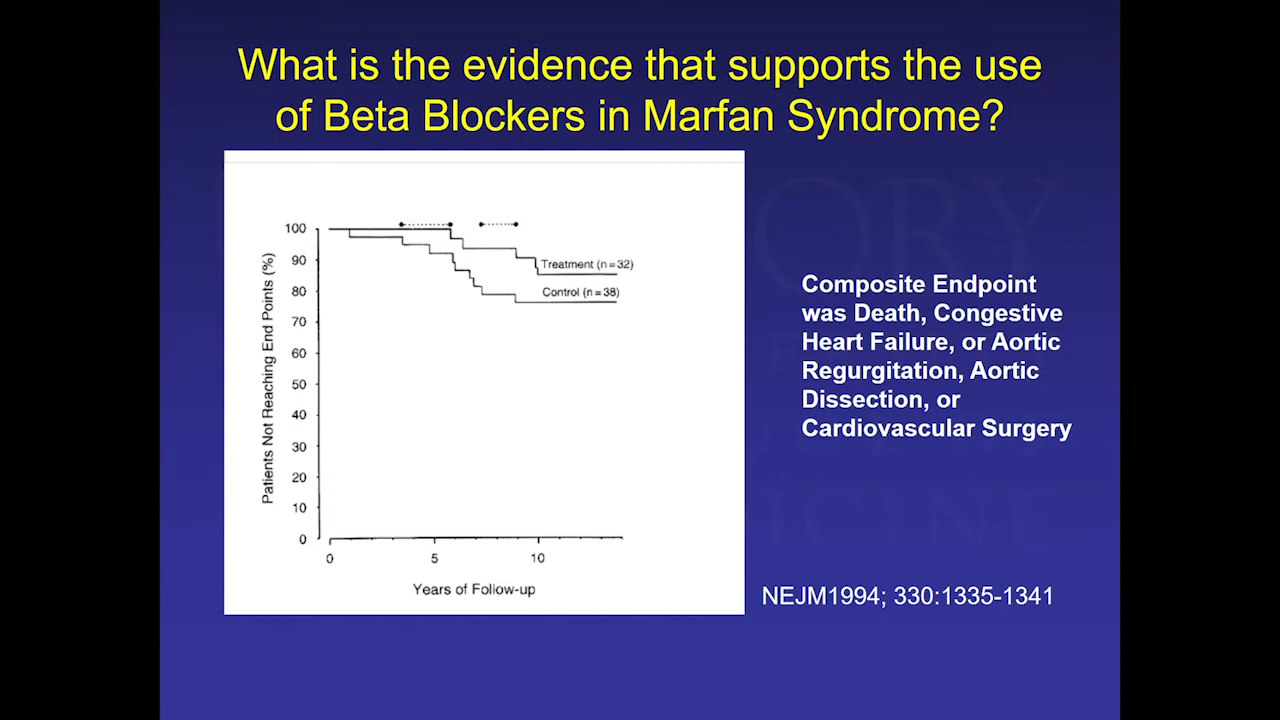 What is the evidence that supports the use
of Beta Blockers in Marfan Syndrome?
100
90
80
70
60
50
40
30
20
10
0
Patients Not Reaching End Points (%)
Treatment (n = 32)
Control (n = 38)
0
5
10
Years of Follow-up
Composite Endpoint
was Death, Congestive
Heart Failure, or Aortic
Regurgitation, Aortic
Dissection, or
Cardiovascular Surgery
NEJM1994; 330:1335-1341